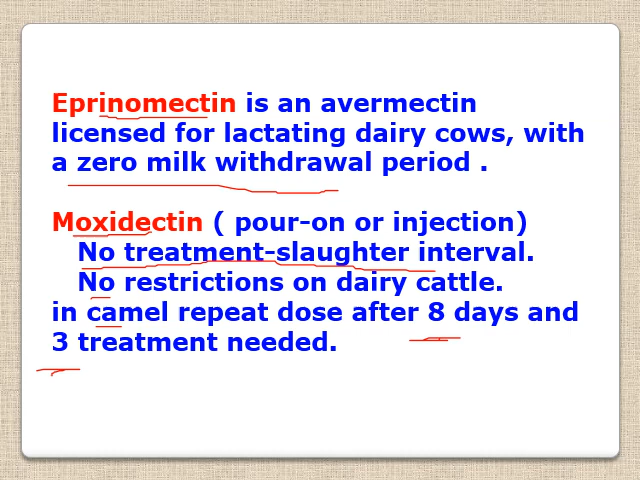 Eprinomectin is an avermectin
licensed for lactating dairy cows, with
a zero milk withdrawal period .
Moxidectin ( pour-on or injection)
No treatment-slaughter interval.
No restrictions on dairy cattle.
in camel repeat dose after 8 days and
3 treatment needed.